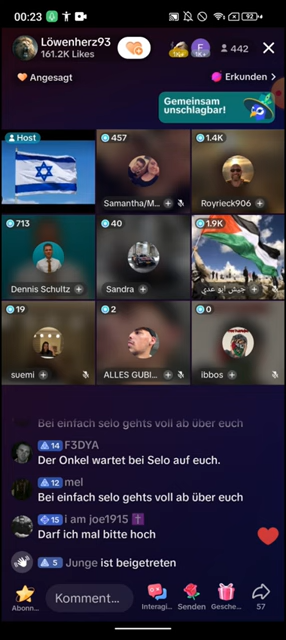 00:23
92
Löwenherz93
161.2K Likes
442
Angesagt
Erkunden >
Gemeinsam
unschlagbar!
Host
457
Samantha/M...
1.4K
Royrieck906
713
Dennis Schultz
40
Sandra
1.9K
جيش ابو عدي
19
suemi
2
ALLES GUBI...
0
ibbos
Bei einfach selo gehts voll ab über euch
14 F3DYA
Der Onkel wartet bei Selo auf euch.
12 mel
Bei einfach selo gehts voll ab über euch
15 i am joe1915
Darf ich mal bitte hoch
5 Junge ist beigetreten
Abonn...
Komment...
Interagi...
Senden
Gesche...
57